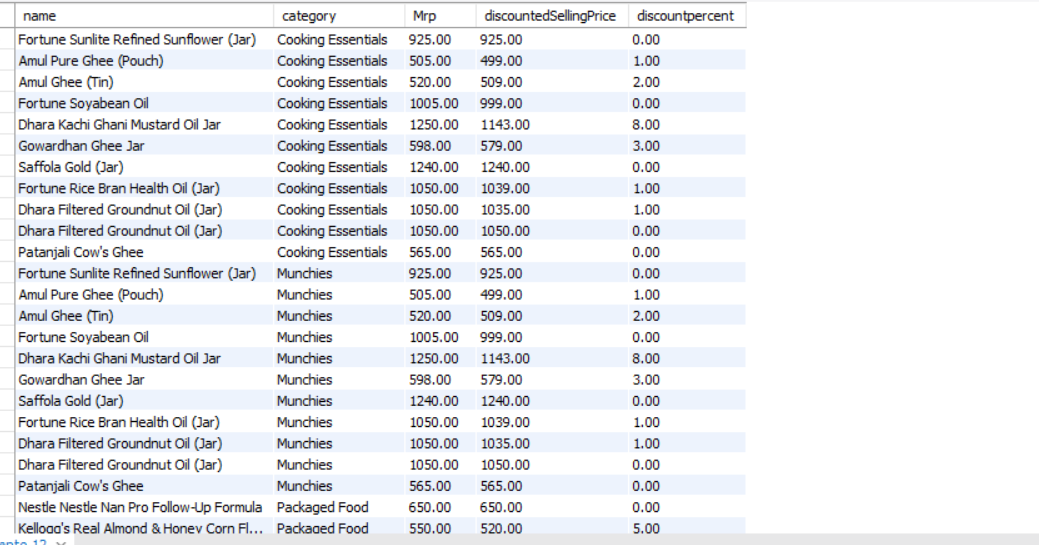 name category Mrp discountedSellingPrice discountpercent
Fortune Sunlite Refined Sunflower (Jar) Cooking Essentials 925.00 925.00 0.00
Amul Pure Ghee (Pouch) Cooking Essentials 505.00 499.00 1.00
Amul Ghee (Tin) Cooking Essentials 520.00 509.00 2.00
Fortune Soyabean Oil Cooking Essentials 1005.00 999.00 0.00
Dhara Kachi Ghani Mustard Oil Jar Cooking Essentials 1250.00 1143.00 8.00
Gowardhan Ghee Jar Cooking Essentials 598.00 579.00 3.00
Saffola Gold (Jar) Cooking Essentials 1240.00 1240.00 0.00
Fortune Rice Bran Health Oil (Jar) Cooking Essentials 1050.00 1039.00 1.00
Dhara Filtered Groundnut Oil (Jar) Cooking Essentials 1050.00 1035.00 1.00
Dhara Filtered Groundnut Oil (Jar) Cooking Essentials 1050.00 1050.00 0.00
Patanjali Cow's Ghee Cooking Essentials 565.00 565.00 0.00
Fortune Sunlite Refined Sunflower (Jar) Munchies 925.00 925.00 0.00
Amul Pure Ghee (Pouch) Munchies 505.00 499.00 1.00
Amul Ghee (Tin) Munchies 520.00 509.00 2.00
Fortune Soyabean Oil Munchies 1005.00 999.00 0.00
Dhara Kachi Ghani Mustard Oil Jar Munchies 1250.00 1143.00 8.00
Gowardhan Ghee Jar Munchies 598.00 579.00 3.00
Saffola Gold (Jar) Munchies 1240.00 1240.00 0.00
Fortune Rice Bran Health Oil (Jar) Munchies 1050.00 1039.00 1.00
Dhara Filtered Groundnut Oil (Jar) Munchies 1050.00 1035.00 1.00
Dhara Filtered Groundnut Oil (Jar) Munchies 1050.00 1050.00 0.00
Patanjali Cow's Ghee Munchies 565.00 565.00 0.00
Nestle Nestle Nan Pro Follow-Up Formula Packaged Food 650.00 650.00 0.00
Kellogg's Real Almond & Honey Corn Fl... Packaged Food 550.00 520.00 5.00